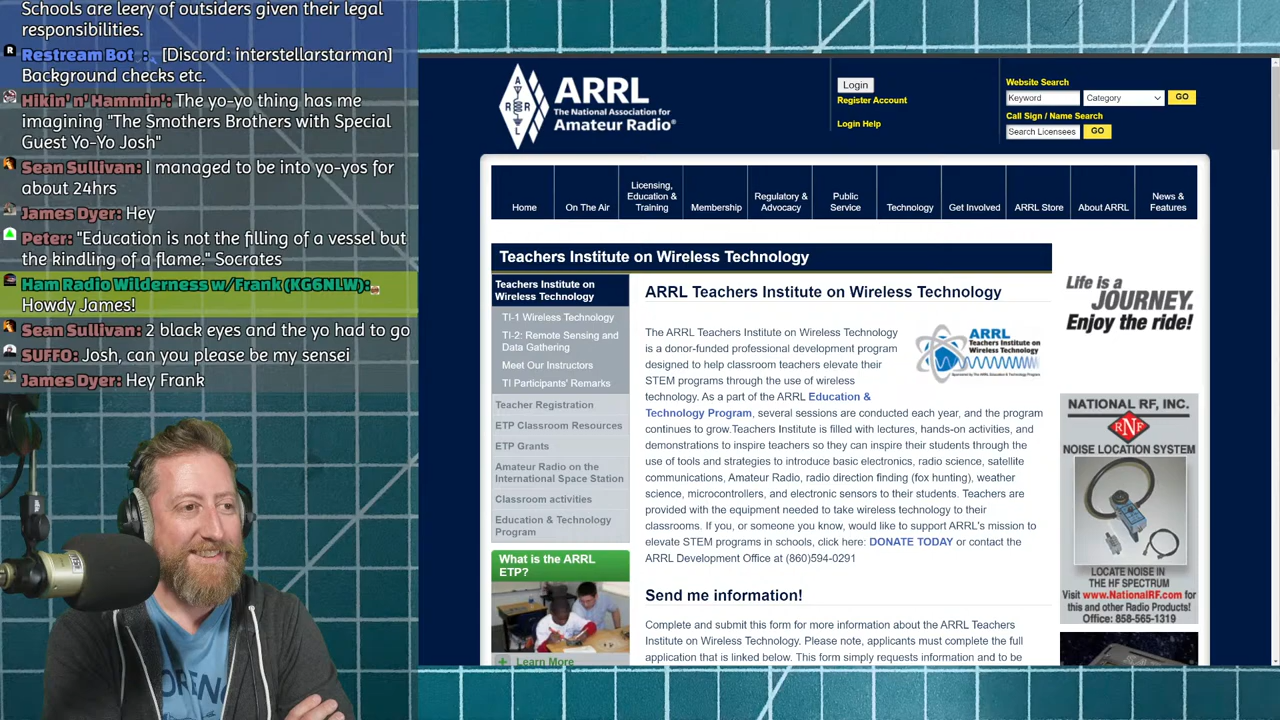 Schools are leery of outsiders given their legal
responsibilities.
Restream Bot : [Discord: interstellarstarman]
Background checks etc.
Hikin' n' Hammin': The yo-yo thing has me
imagining "The Smothers Brothers with Special
Guest Yo-Yo Josh"
Sean Sullivan: I managed to be into yo-yos for
about 24hrs
James Dyer: Hey
Peter: "Education is not the filling of a vessel but
the kindling of a flame." Socrates
Ham Radio Wilderness w/Frank (KG6NLW):
Howdy James!
Sean Sullivan: 2 black eyes and the yo had to go
SUFFO: Josh, can you please be my sensei
James Dyer: Hey Frank
ARRL
The National Association for
Amateur Radio®
Login
Register Account
Login Help
Website Search
Keyword
Category
GO
Call Sign / Name Search
Search Licensees
GO
Home
On The Air
Licensing,
Education &
Training
Membership
Regulatory &
Advocacy
Public
Service
Technology
Get Involved
ARRL Store
About ARRL
News &
Features
Teachers Institute on Wireless Technology
Teachers Institute on
Wireless Technology
TI-1 Wireless Technology
TI-2: Remote Sensing and
Data Gathering
Meet Our Instructors
TI Participants' Remarks
Teacher Registration
ETP Classroom Resources
ETP Grants
Amateur Radio on the
International Space Station
Classroom activities
Education & Technology
Program
What is the ARRL
ETP?
Learn More
ARRL Teachers Institute on Wireless Technology
The ARRL Teachers Institute on Wireless Technology
is a donor-funded professional development program
designed to help classroom teachers elevate their
STEM programs through the use of wireless
technology. As a part of the ARRL Education &
Technology Program, several sessions are conducted each year, and the program
continues to grow.Teachers Institute is filled with lectures, hands-on activities, and
demonstrations to inspire teachers so they can inspire their students through the
use of tools and strategies to introduce basic electronics, radio science, satellite
communications, Amateur Radio, radio direction finding (fox hunting), weather
science, microcontrollers, and electronic sensors to their students. Teachers are
provided with the equipment needed to take wireless technology to their
classrooms. If you, or someone you know, would like to support ARRL's mission to
elevate STEM programs in schools, click here: DONATE TODAY or contact the
ARRL Development Office at (860)594-0291
ARRL
Teachers Institute on
Wireless Technology
Send me information!
Complete and submit this form for more information about the ARRL Teachers
Institute on Wireless Technology. Please note, applicants must complete the full
application that is linked below. This form simply requests information and to be
Life is a
JOURNEY.
Enjoy the ride!
NATIONAL RF, INC.
RNF
NOISE LOCATION SYSTEM
LOCATE NOISE IN
THE HF SPECTRUM
Visit www.NationalRF.com for
this and other Radio Products!
Office: 858-565-1319